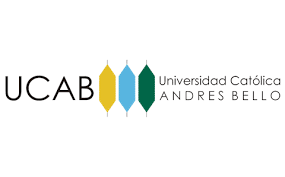 UCAB
Universidad Católica
ANDRES BELLO